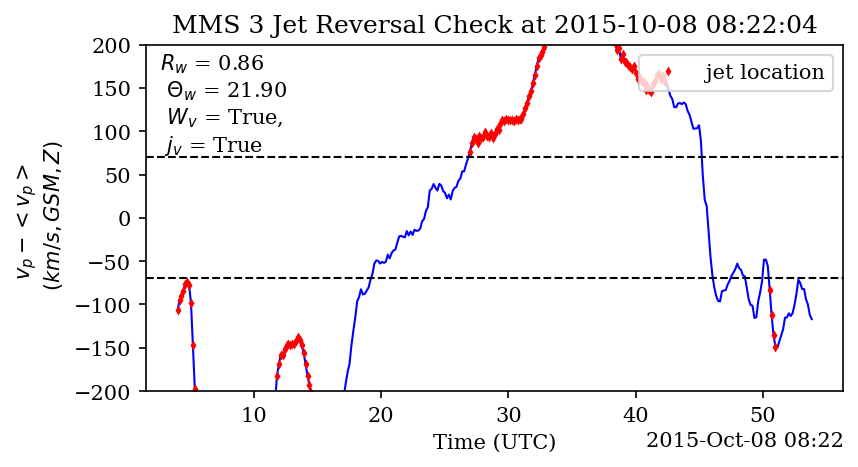 MMS 3 Jet Reversal Check at 2015-10-08 08:22:04
R_w = 0.86
Θ_w = 21.90
W_v = True,
j_v = True
jet location
200
150
100
50
0
−50
−100
−150
−200
v_p − < v_p >
(km/s, GSM, Z)
10
20
30
40
50
Time (UTC)
2015-Oct-08 08:22